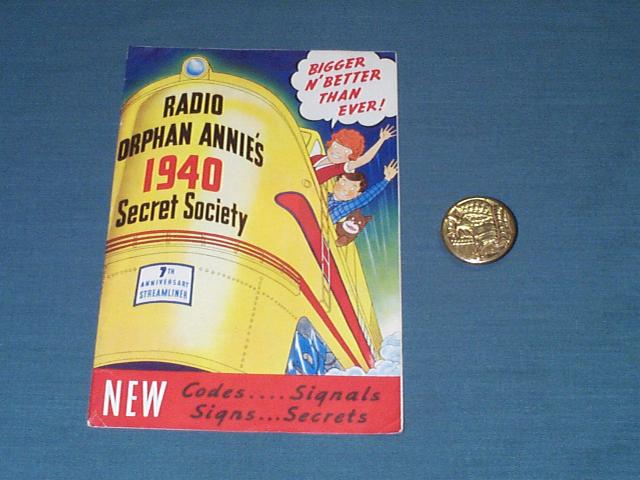 BIGGER
N' BETTER
THAN
EVER!
RADIO
ORPHAN ANNIE'S
1940
Secret Society
7TH
ANNIVERSARY
STREAMLINER
NEW
Codes....Signals
Signs...Secrets